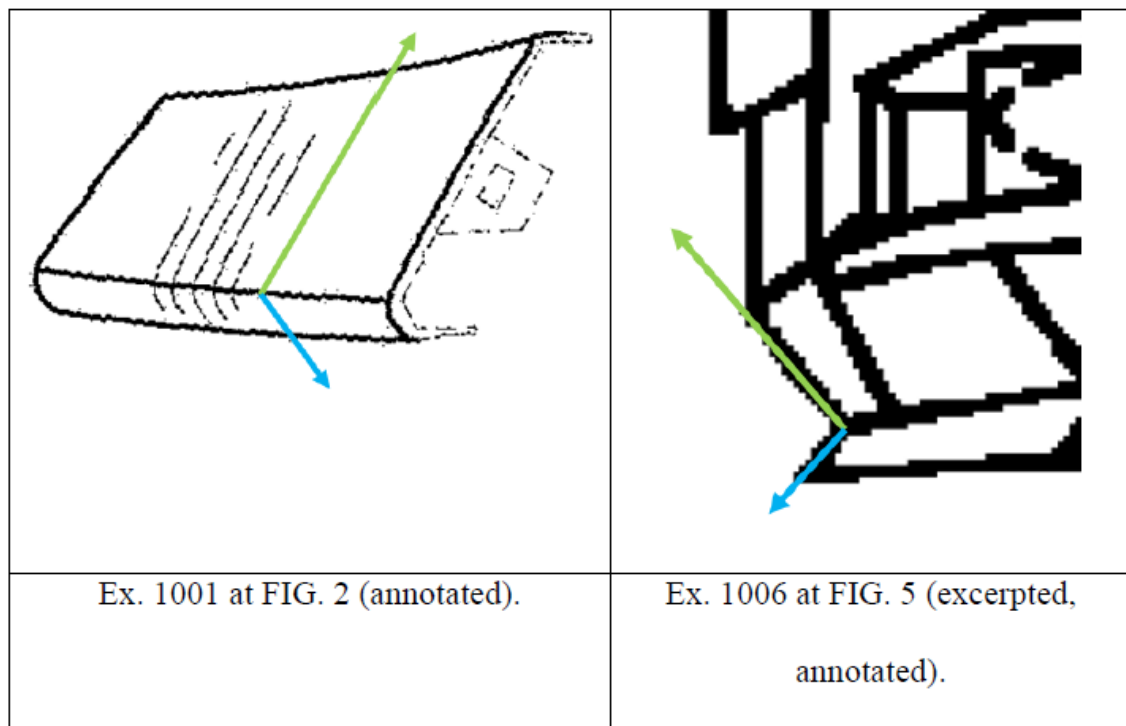 Ex. 1001 at FIG. 2 (annotated).
Ex. 1006 at FIG. 5 (excerpted,
annotated).